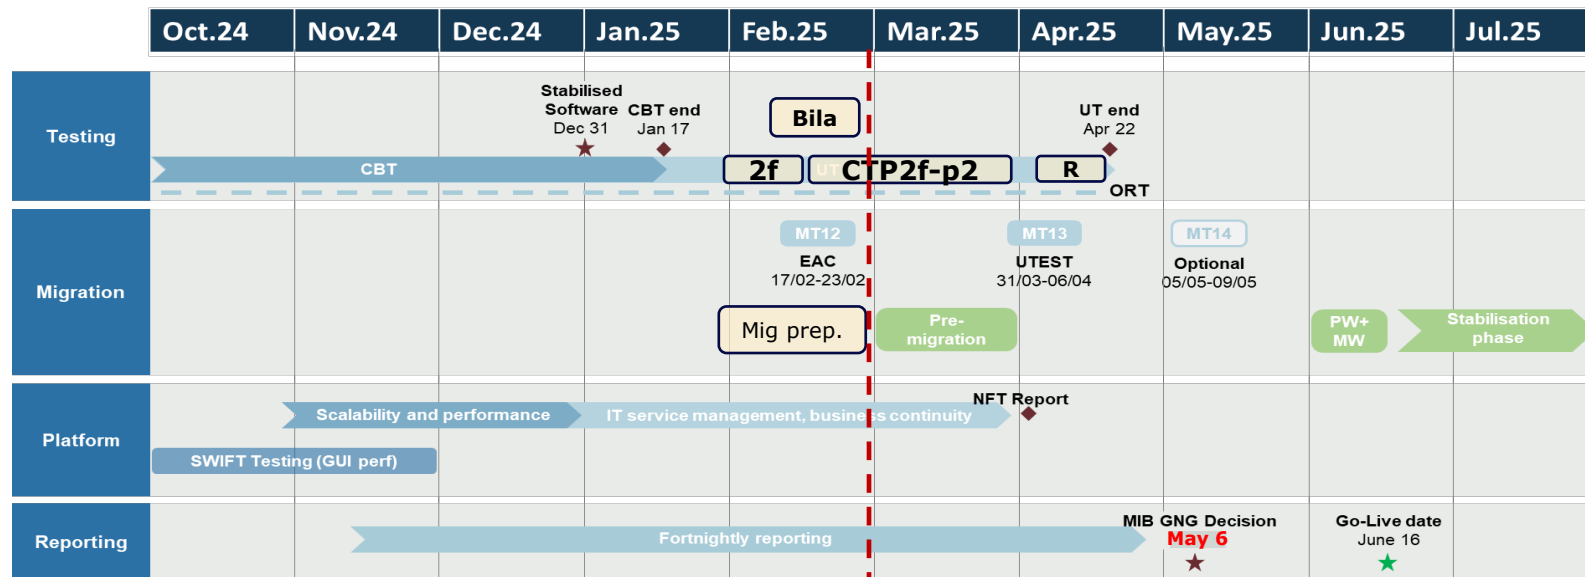 Oct.24 Nov.24 Dec.24 Jan.25 Feb.25 Mar.25 Apr.25 May.25 Jun.25 Jul.25
Testing
Stabilised
Software
Dec 31
CBT end
Jan 17
Bila
UT end
Apr 22
CBT
2f
UT
CTP2f-p2
R
ORT
Migration
MT12
EAC
17/02-23/02
MT13
UTEST
31/03-06/04
MT14
Optional
05/05-09/05
Mig prep.
Pre-
migration
PW+
MW
Stabilisation
phase
Platform
Scalability and performance
IT service management, business continuity
NFT Report
SWIFT Testing (GUI perf)
Reporting
Fortnightly reporting
MIB GNG Decision
May 6
Go-Live date
June 16